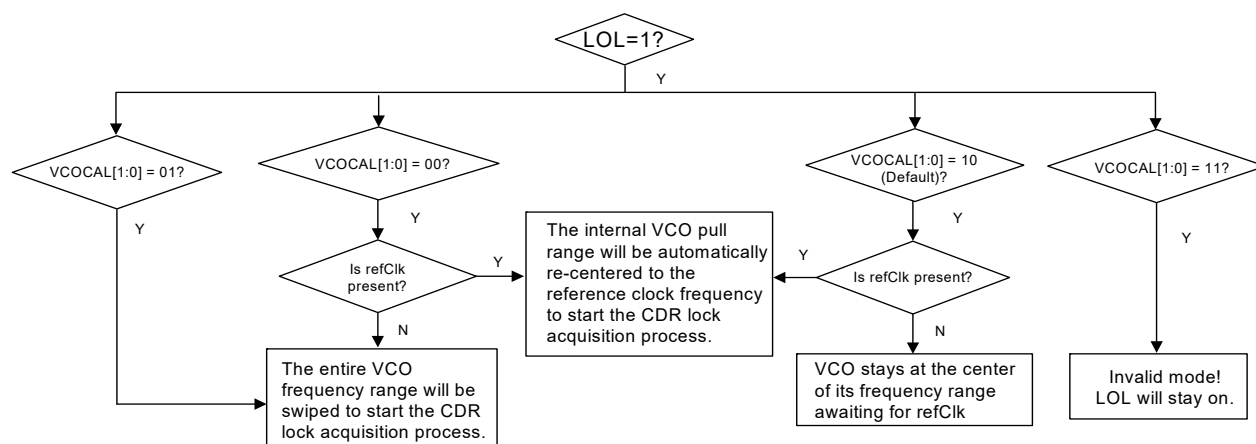 LOL=1?
Y
VCOCAL[1:0] = 01?
VCOCAL[1:0] = 00?
VCOCAL[1:0] = 10
(Default)?
VCOCAL[1:0] = 11?
Y
Y
Y
Y
Is refClk
present?
Y
The internal VCO pull
range will be automatically
re-centered to the
reference clock frequency
to start the CDR lock
acquisition process.
Y
Is refClk present?
N
N
The entire VCO
frequency range will be
swiped to start the CDR
lock acquisition process.
VCO stays at the center
of its frequency range
awaiting for refClk
Invalid mode!
LOL will stay on.